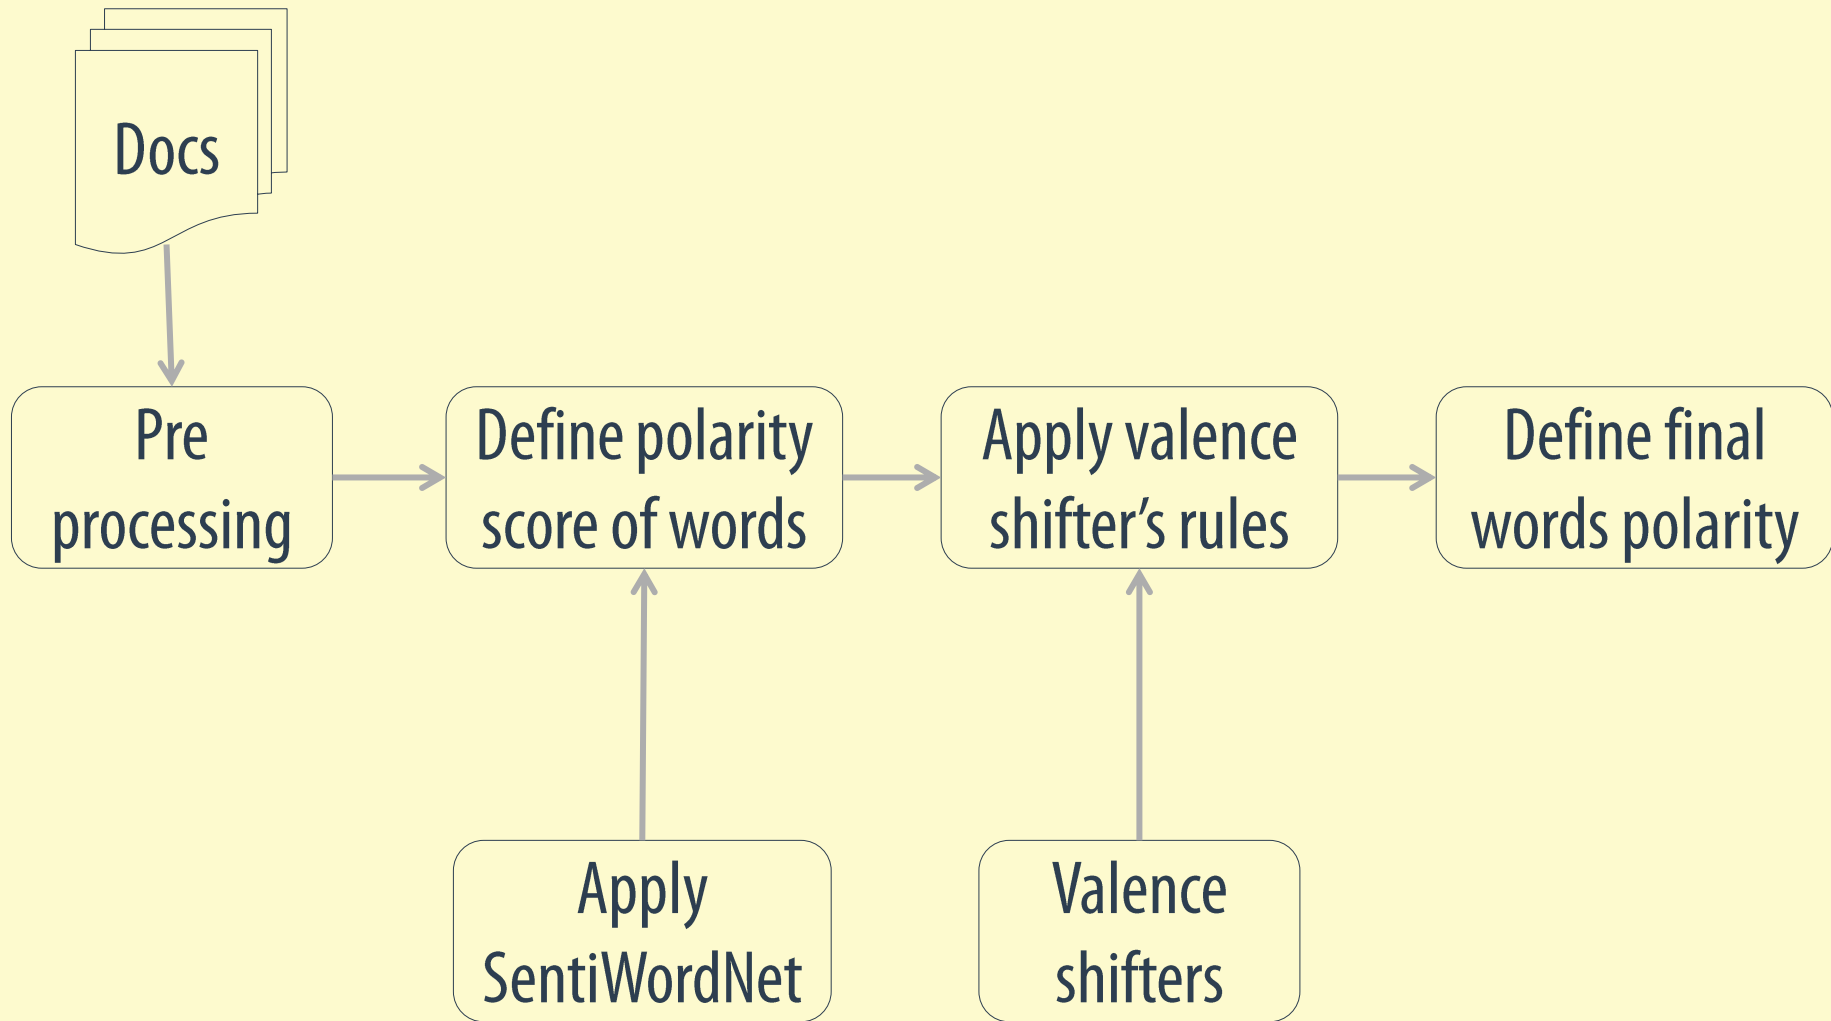 Docs
Pre
processing
Define polarity
score of words
Apply valence
shifter’s rules
Define final
words polarity
Apply
SentiWordNet
Valence
shifters